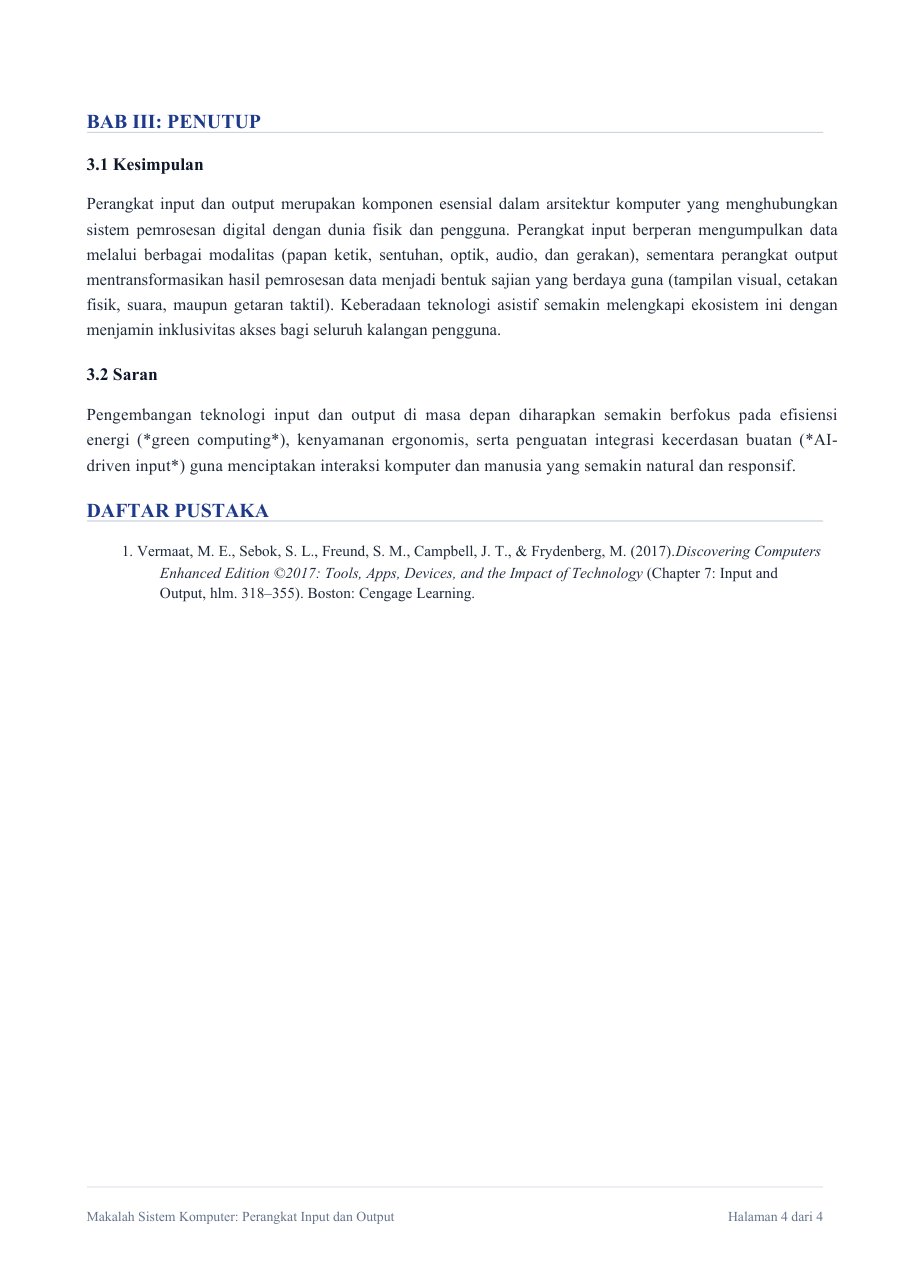 BAB III: PENUTUP
3.1 Kesimpulan
Perangkat input dan output merupakan komponen esensial dalam arsitektur komputer yang menghubungkan
sistem pemrosesan digital dengan dunia fisik dan pengguna. Perangkat input berperan mengumpulkan data
melalui berbagai modalitas (papan ketik, sentuhan, optik, audio, dan gerakan), sementara perangkat output
mentransformasikan hasil pemrosesan data menjadi bentuk sajian yang berdaya guna (tampilan visual, cetakan
fisik, suara, maupun getaran taktil). Keberadaan teknologi asistif semakin melengkapi ekosistem ini dengan
menjamin inklusivitas akses bagi seluruh kalangan pengguna.
3.2 Saran
Pengembangan teknologi input dan output di masa depan diharapkan semakin berfokus pada efisiensi
energi (*green computing*), kenyamanan ergonomis, serta penguatan integrasi kecerdasan buatan (*AI-
driven input*) guna menciptakan interaksi komputer dan manusia yang semakin natural dan responsif.
DAFTAR PUSTAKA
1. Vermaat, M. E., Sebok, S. L., Freund, S. M., Campbell, J. T., & Frydenberg, M. (2017).Discovering Computers
Enhanced Edition ©2017: Tools, Apps, Devices, and the Impact of Technology (Chapter 7: Input and
Output, hlm. 318–355). Boston: Cengage Learning.
Makalah Sistem Komputer: Perangkat Input dan Output
Halaman 4 dari 4